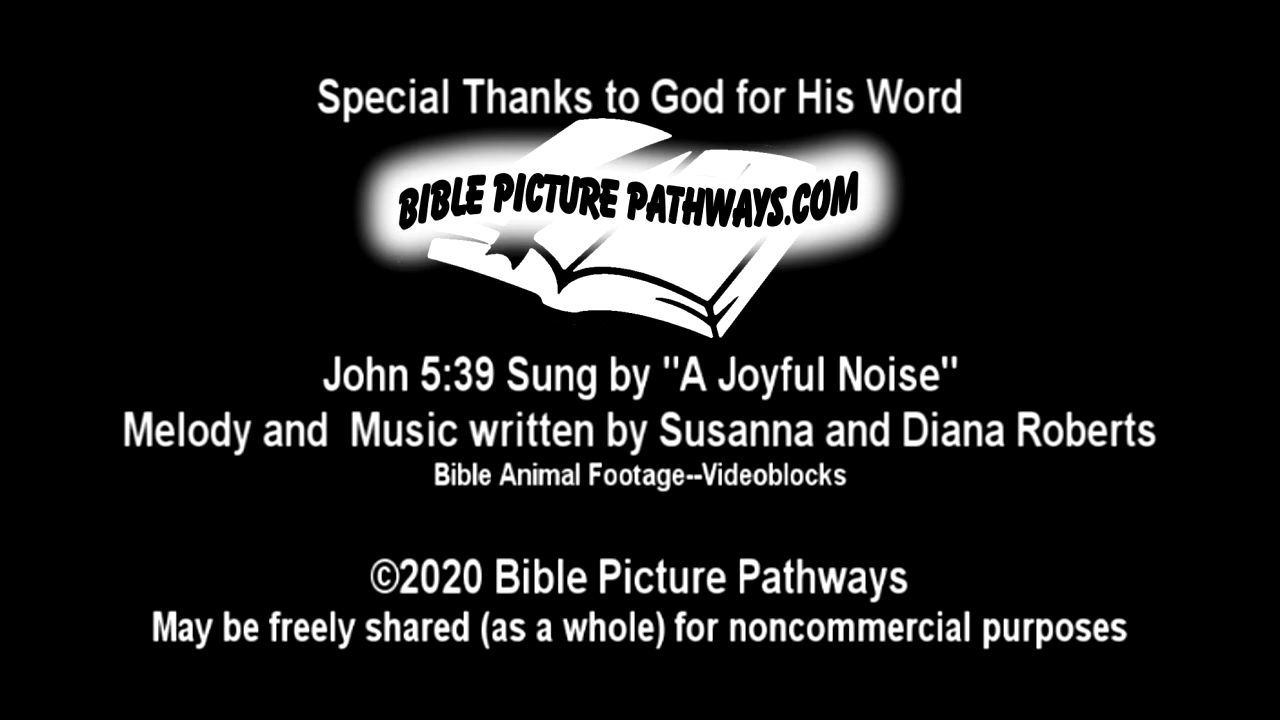 Special Thanks to God for His Word
BIBLE PICTURE PATHWAYS.COM
John 5:39 Sung by "A Joyful Noise"
Melody and  Music written by Susanna and Diana Roberts
Bible Animal Footage--Videoblocks
©2020 Bible Picture Pathways
May be freely shared (as a whole) for noncommercial purposes